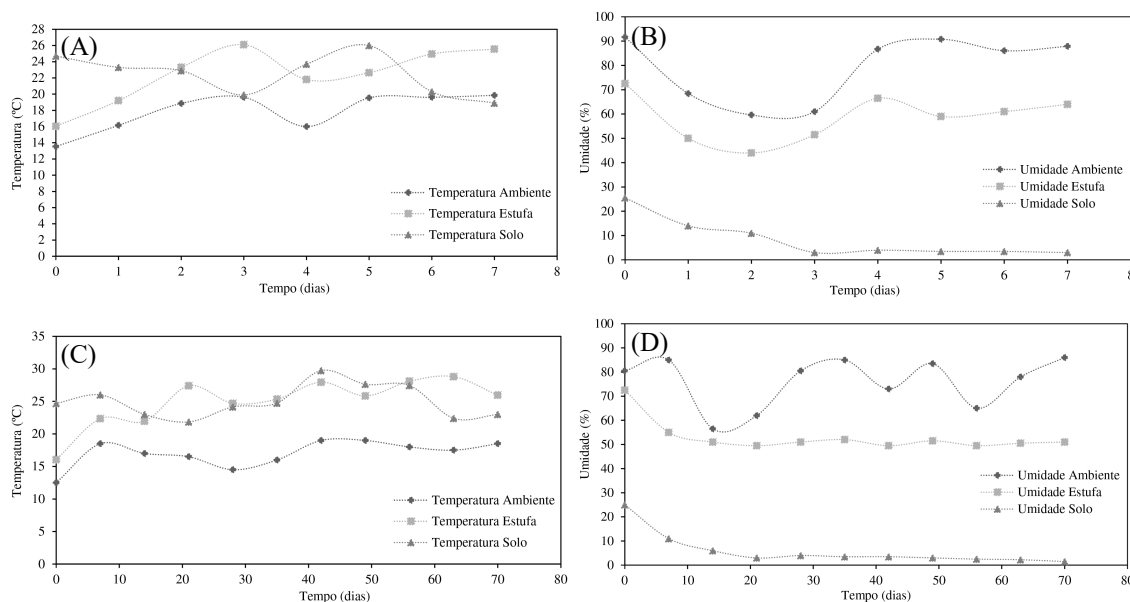 (A)
Temperatura (ºC)
28
26
24
22
20
18
16
14
12
10
8
6
4
2
0
Temperatura Ambiente
Temperatura Estufa
Temperatura Solo
0 1 2 3 4 5 6 7 8
Tempo (dias)
(B)
Umidade (%)
100
90
80
70
60
50
40
30
20
10
0
Umidade Ambiente
Umidade Estufa
Umidade Solo
0 1 2 3 4 5 6 7 8
Tempo (dias)
(C)
Temperatura (ºC)
35
30
25
20
15
10
5
0
Temperatura Ambiente
Temperatura Estufa
Temperatura Solo
0 10 20 30 40 50 60 70 80
Tempo (dias)
(D)
Umidade (%)
100
90
80
70
60
50
40
30
20
10
0
Umidade Ambiente
Umidade Estufa
Umidade Solo
0 10 20 30 40 50 60 70 80
Tempo (dias)